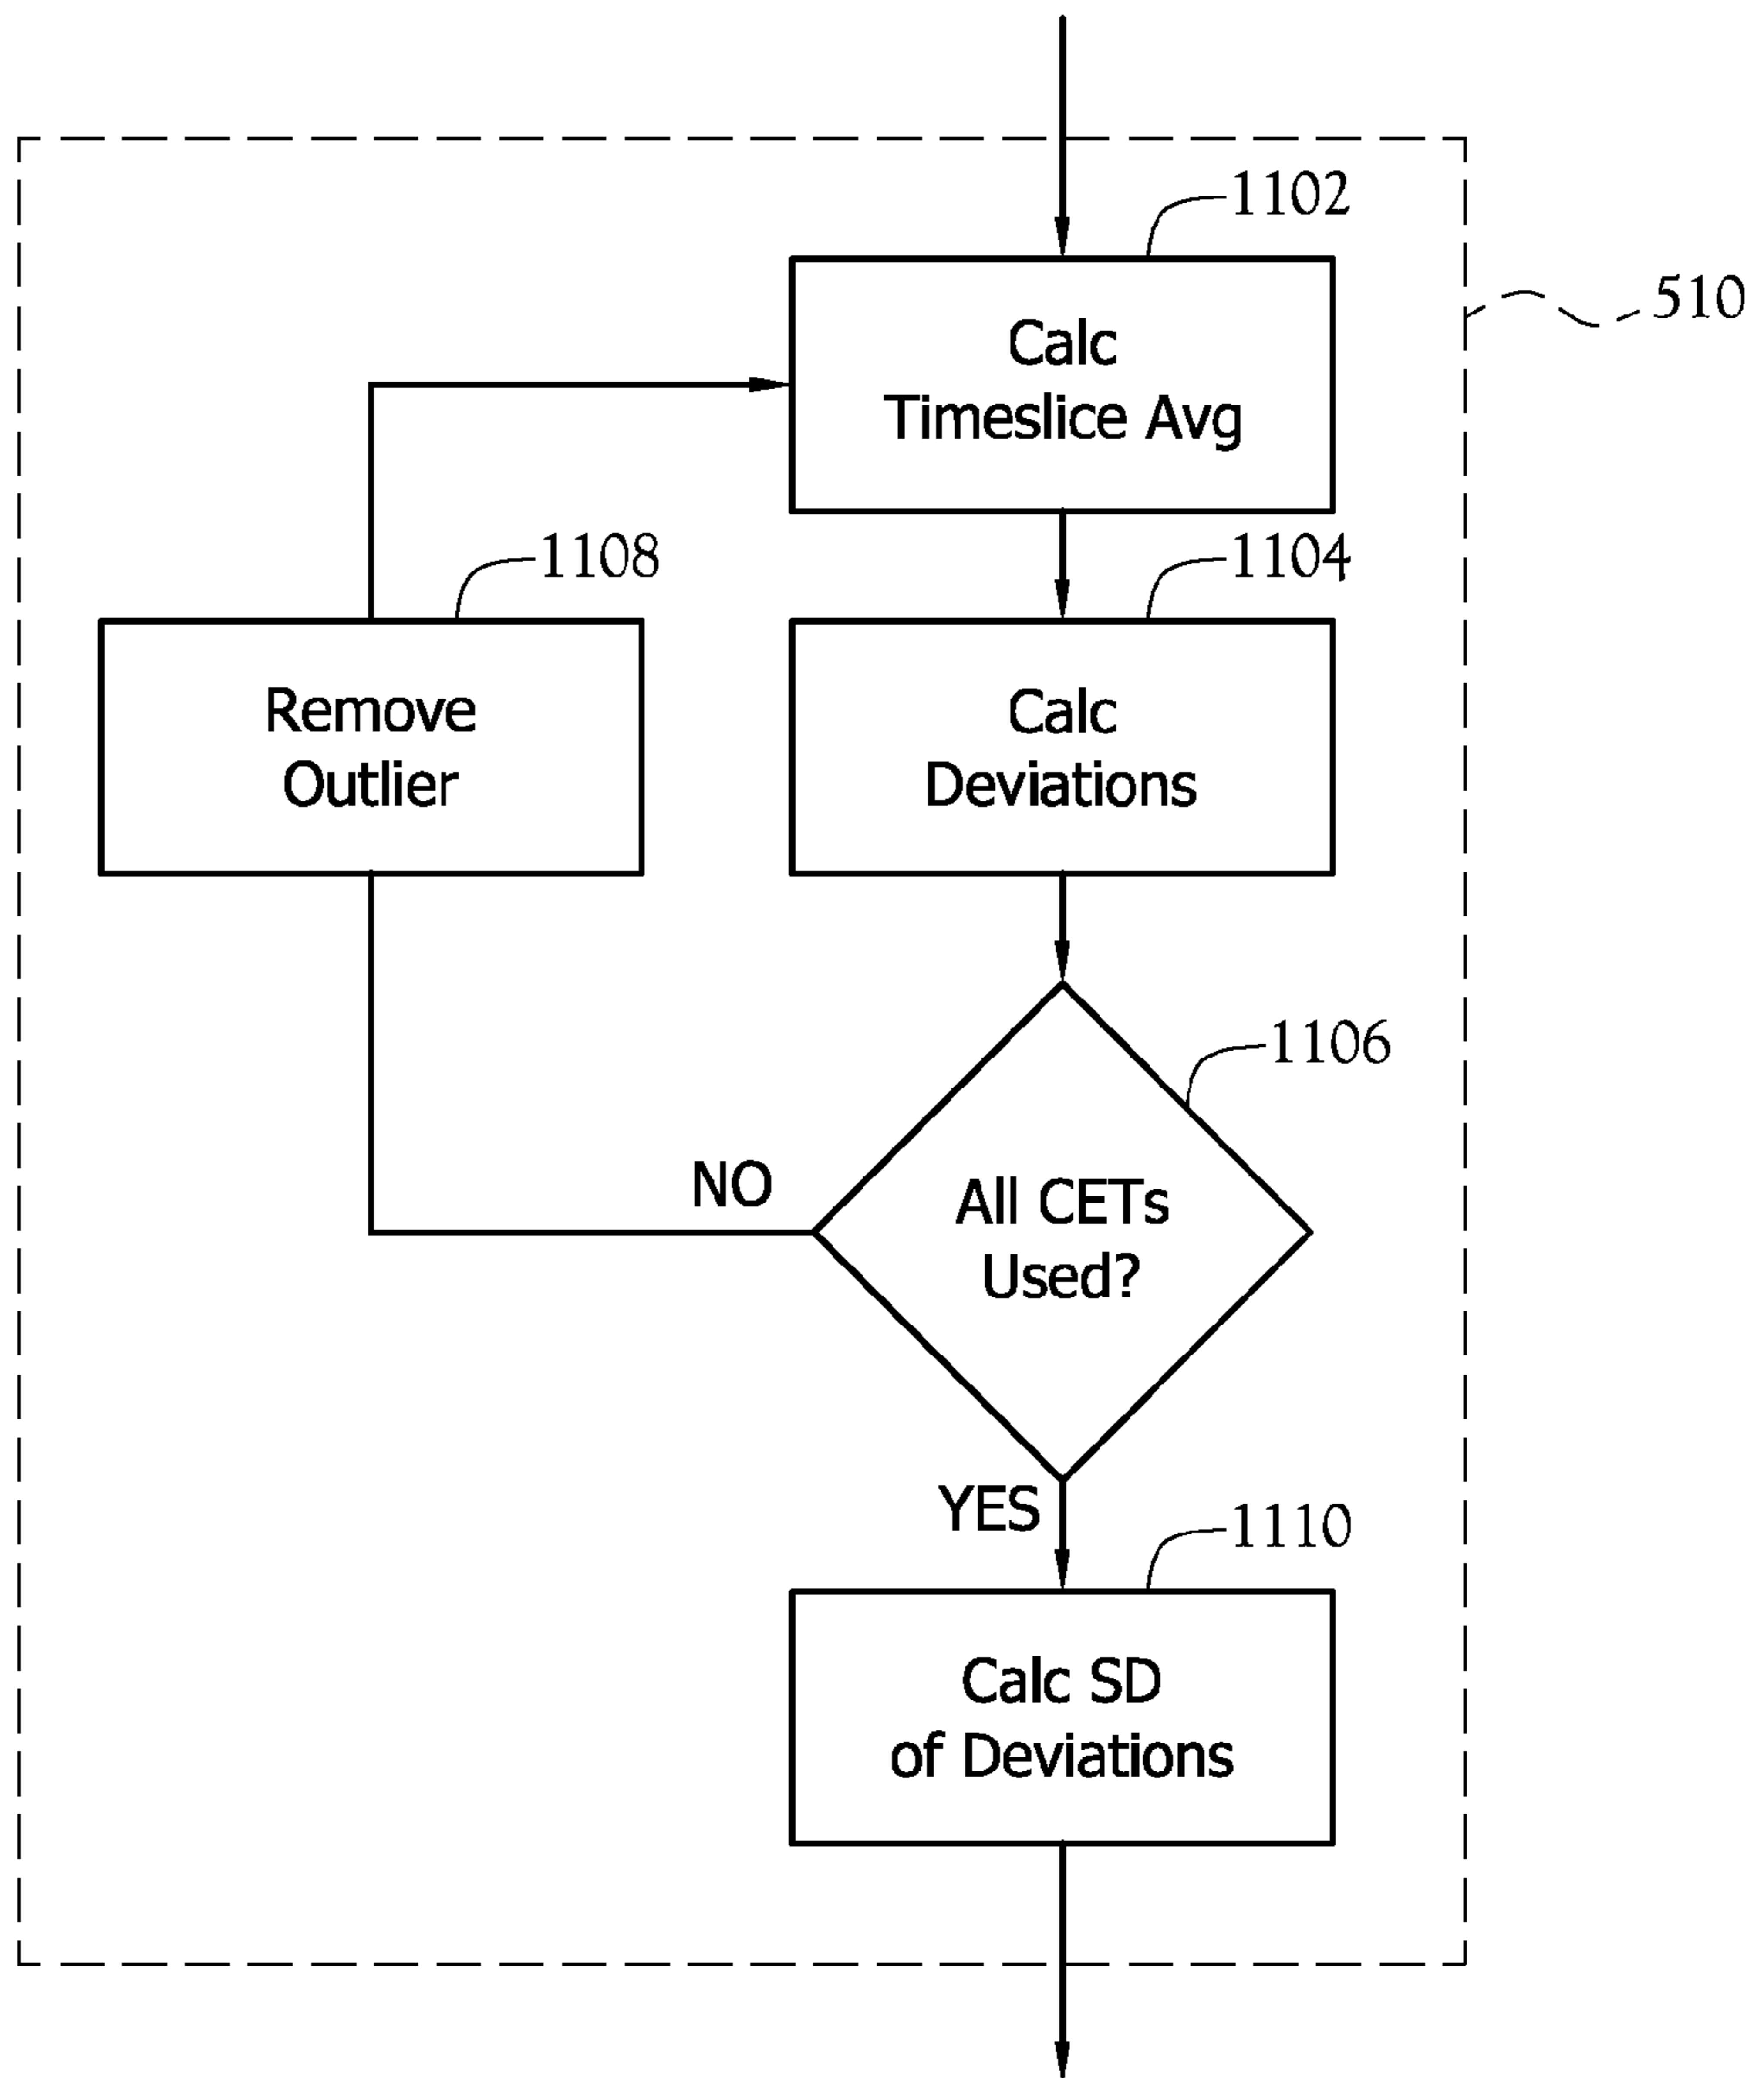 1102
510
Calc
Timeslice Avg
1108
1104
Remove
Outlier
Calc
Deviations
1106
NO
All CETs
Used?
YES
1110
Calc SD
of Deviations